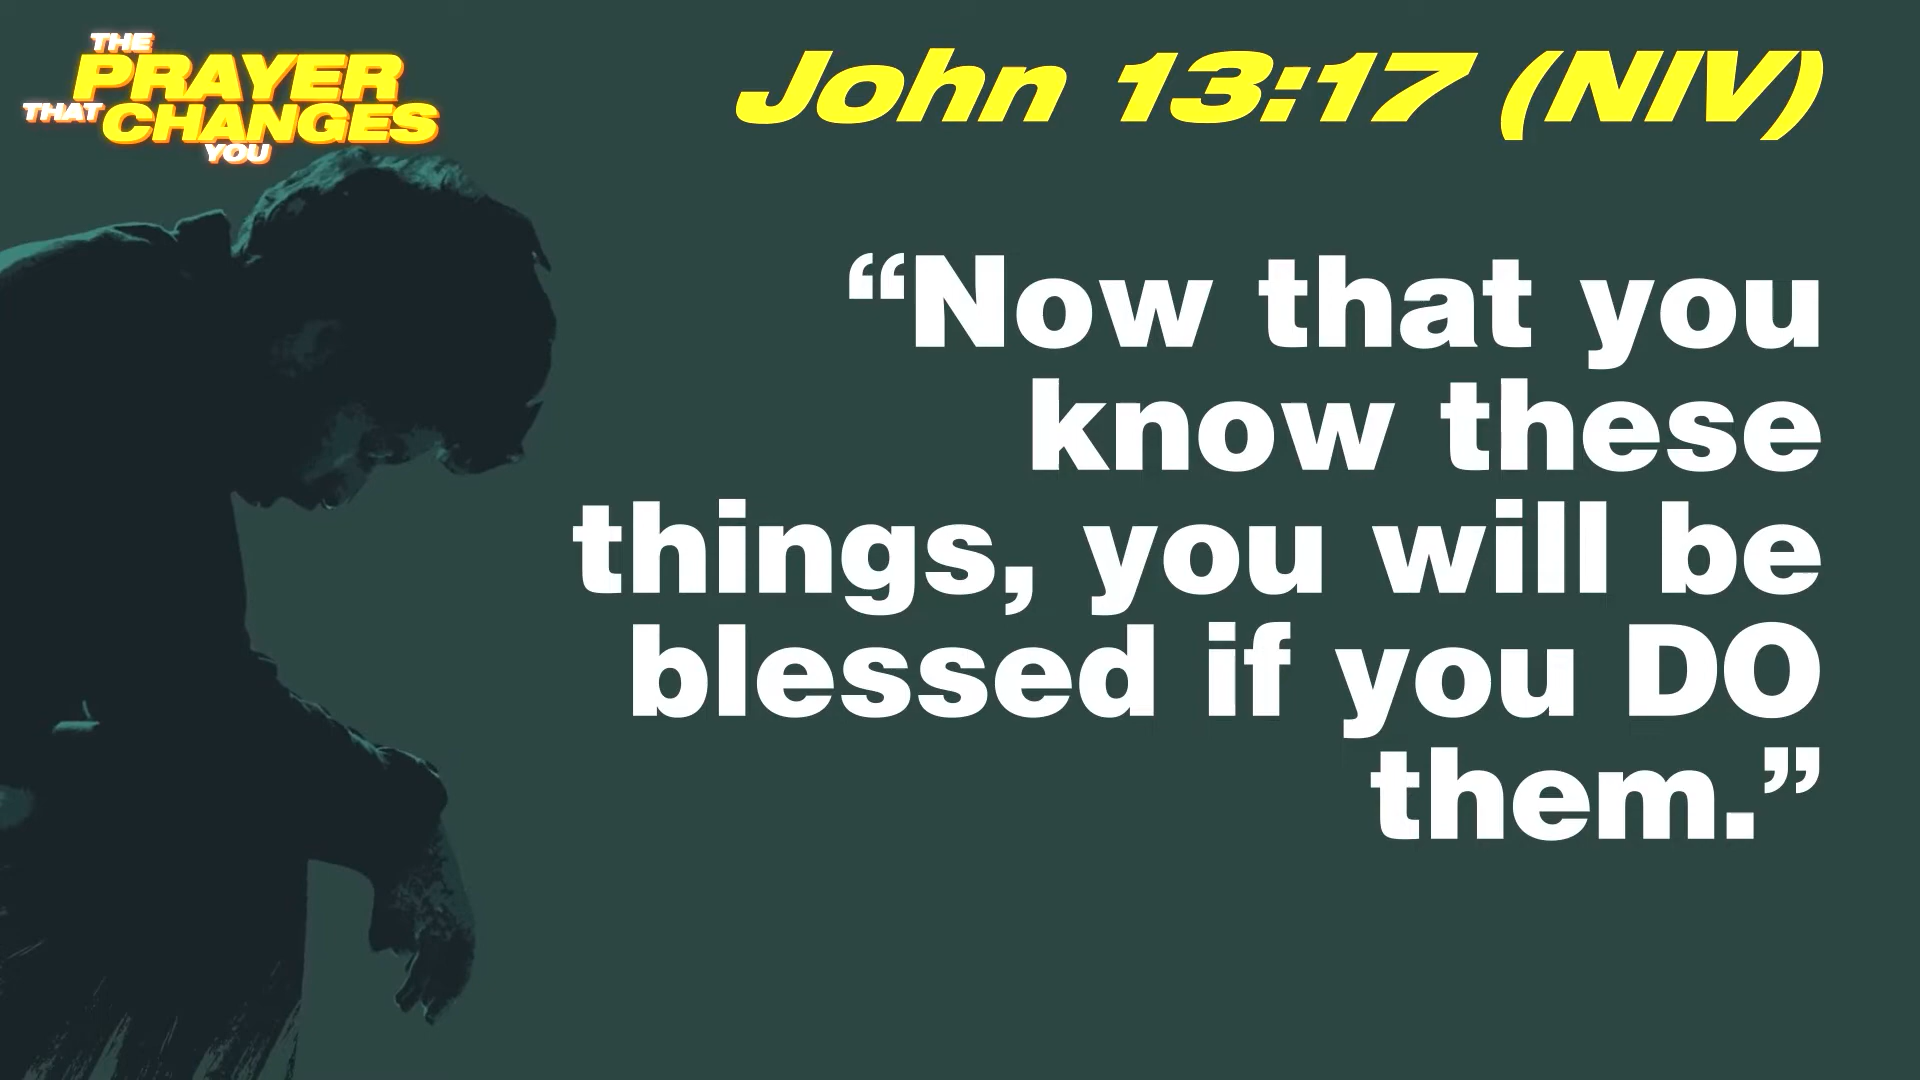 THE
PRAYER
THAT CHANGES
YOU
John 13:17 (NIV)
“Now that you
know these
things, you will be
blessed if you DO
them.”